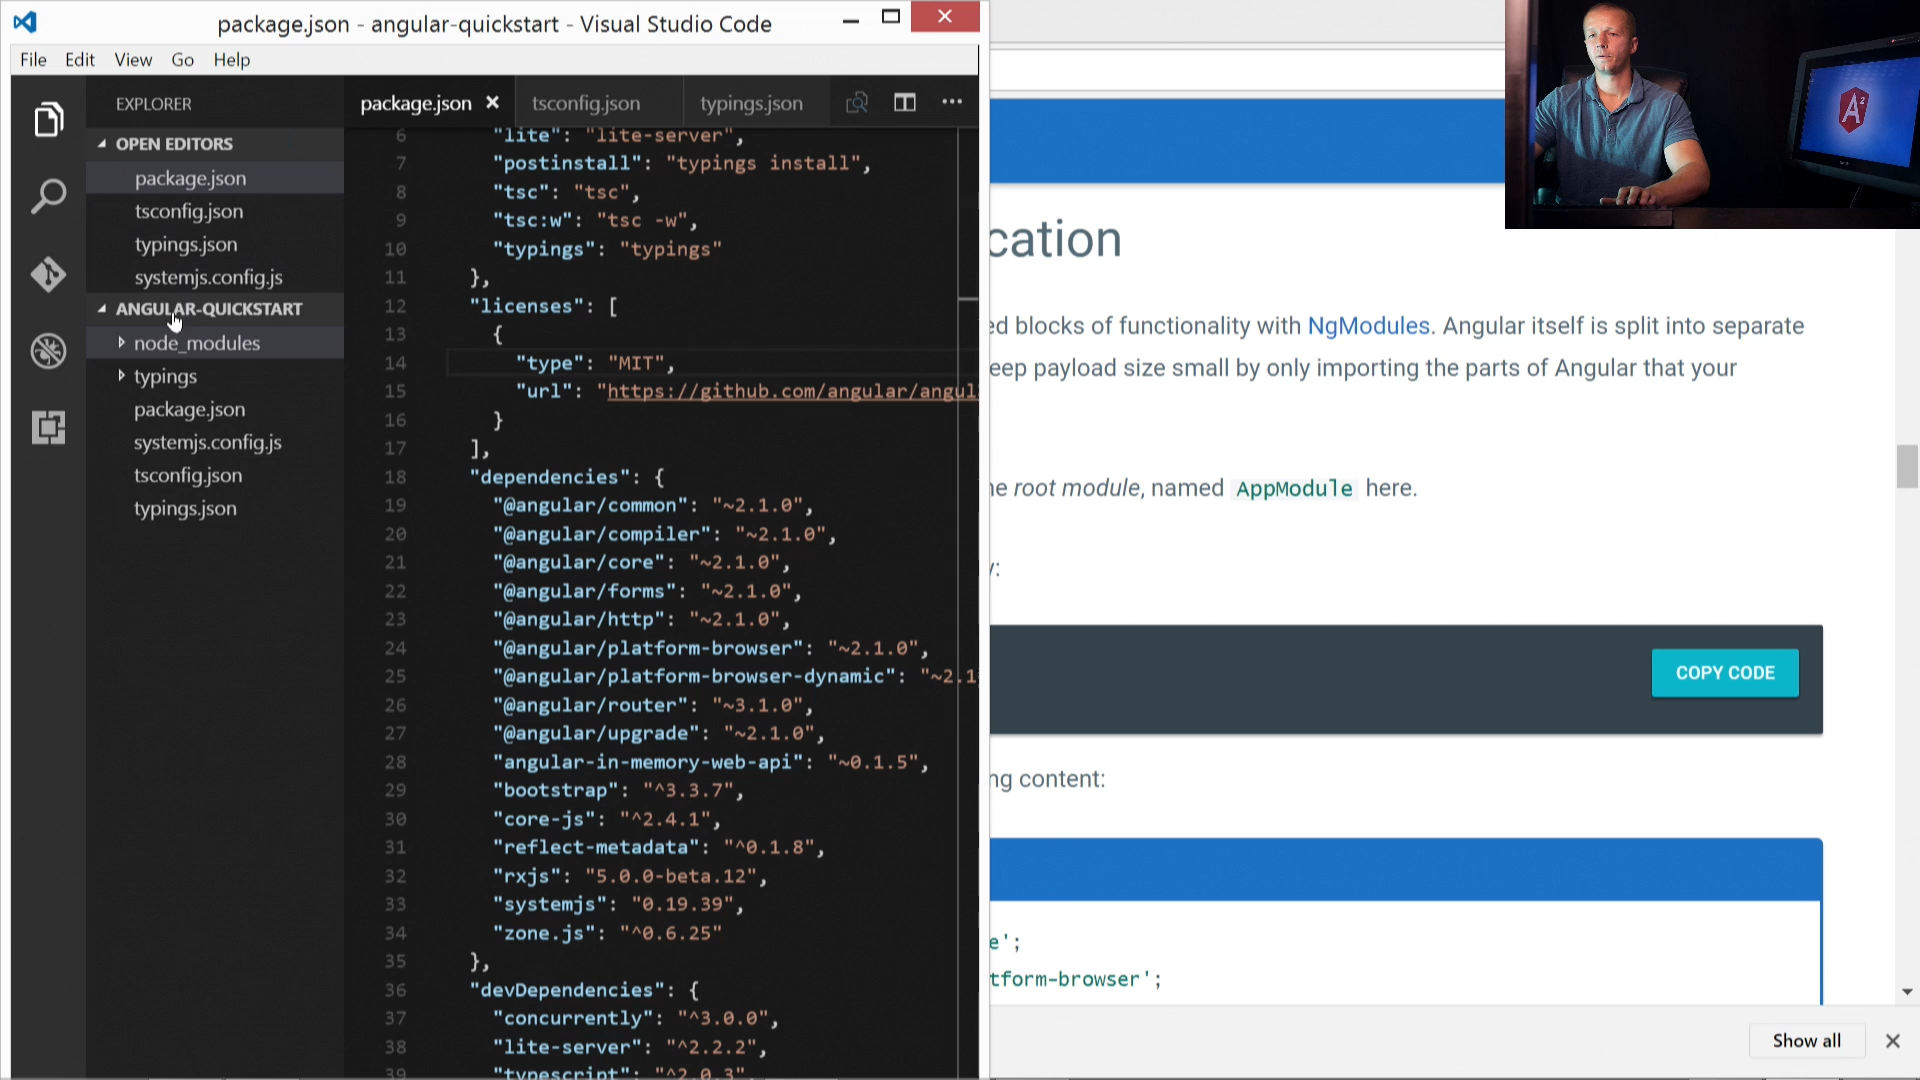 package.json - angular-quickstart - Visual Studio Code
File Edit View Go Help
EXPLORER
OPEN EDITORS
package.json
tsconfig.json
typings.json
systemjs.config.js
ANGULAR-QUICKSTART
node_modules
typings
package.json
systemjs.config.js
tsconfig.json
typings.json
package.json tsconfig.json typings.json
6 "lite": "lite-server",
7 "postinstall": "typings install",
8 "tsc": "tsc",
9 "tsc:w": "tsc -w",
10 "typings": "typings"
11 },
12 "licenses": [
13 {
14 "type": "MIT",
15 "url": "https://github.com/angular/angul
16 }
17 ],
18 "dependencies": {
19 "@angular/common": "~2.1.0",
20 "@angular/compiler": "~2.1.0",
21 "@angular/core": "~2.1.0",
22 "@angular/forms": "~2.1.0",
23 "@angular/http": "~2.1.0",
24 "@angular/platform-browser": "~2.1.0",
25 "@angular/platform-browser-dynamic": "~2.1
26 "@angular/router": "~3.1.0",
27 "@angular/upgrade": "~2.1.0",
28 "angular-in-memory-web-api": "~0.1.5",
29 "bootstrap": "^3.3.7",
30 "core-js": "^2.4.1",
31 "reflect-metadata": "^0.1.8",
32 "rxjs": "5.0.0-beta.12",
33 "systemjs": "0.19.39",
34 "zone.js": "^0.6.25"
35 },
36 "devDependencies": {
37 "concurrently": "^3.0.0",
38 "lite-server": "^2.2.2",
39 "typescript": "^2.0.3",
A2
cation
ed blocks of functionality with NgModules. Angular itself is split into separate
eep payload size small by only importing the parts of Angular that your
he root module, named AppModule here.
y:
COPY CODE
ng content:
e';
tform-browser';
Show all